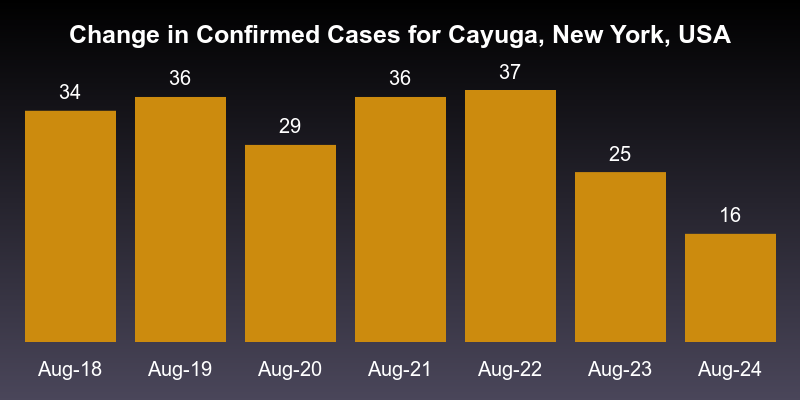 Change in Confirmed Cases for Cayuga, New York, USA
34
36
29
36
37
25
16
Aug-18
Aug-19
Aug-20
Aug-21
Aug-22
Aug-23
Aug-24